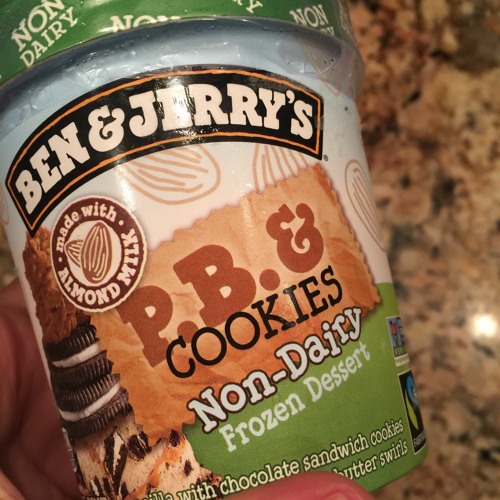 NON
DAIRY
NON
NON
BEN & JERRY'S
made with
ALMOND MILK
P.B. &
COOKIES
Non-Dairy
Frozen Dessert
with chocolate sandwich cookies
butter swirls